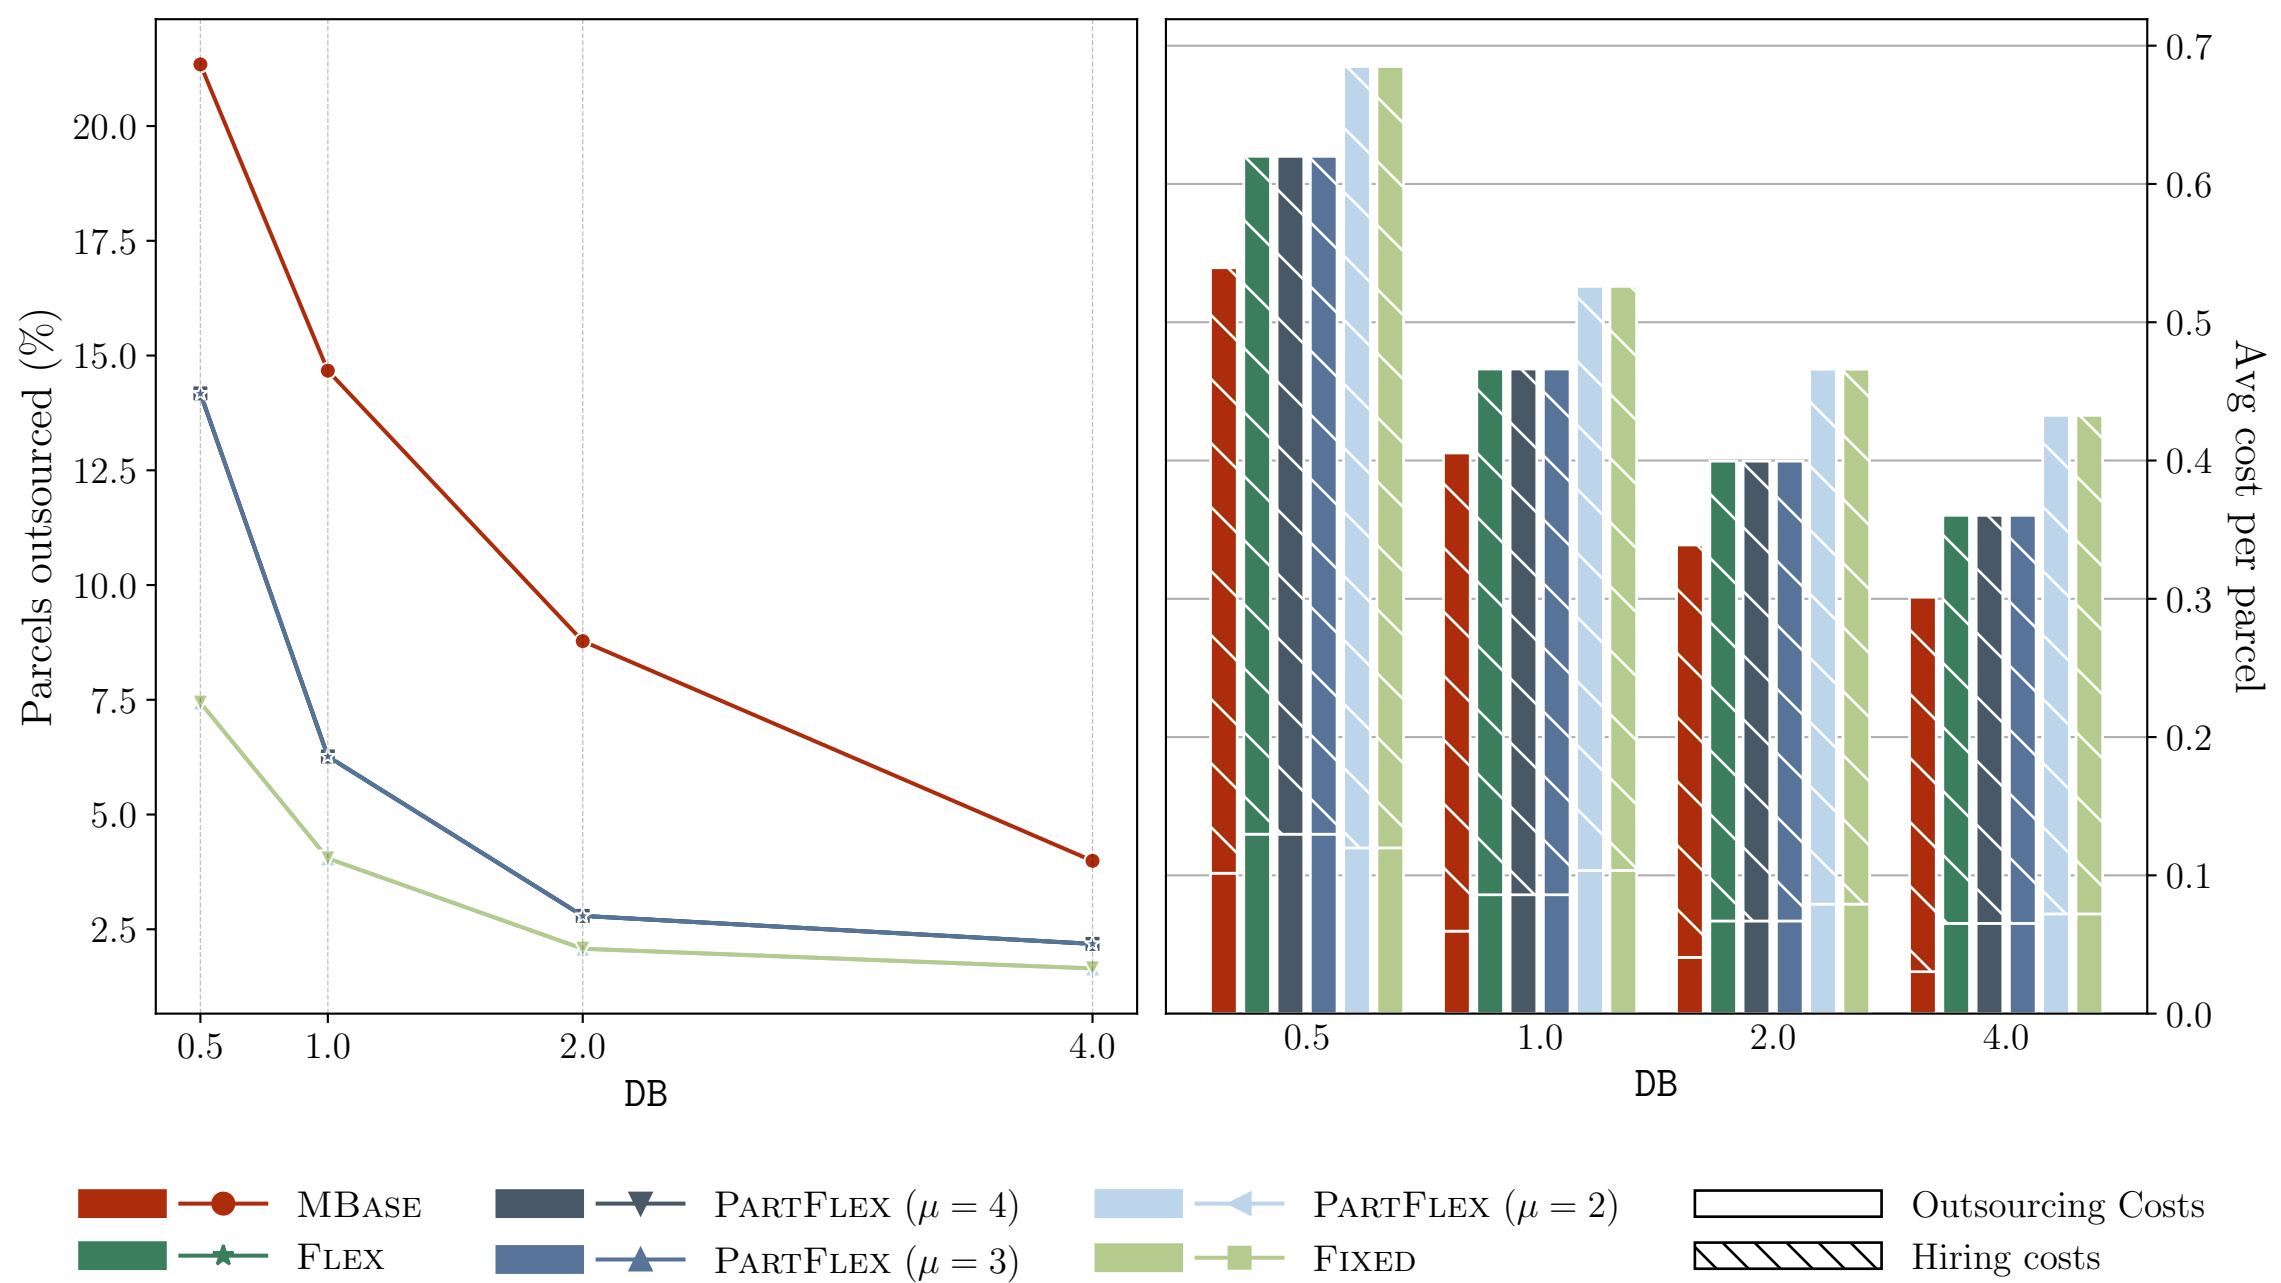 Parcels outsourced (%)
20.0
17.5
15.0
12.5
10.0
7.5
5.0
2.5
0.5 1.0 2.0 4.0
DB
0.7
0.6
0.5
0.4
0.3
0.2
0.1
0.0
Avg cost per parcel
0.5 1.0 2.0 4.0
DB
MBASE
FLEX
PARTFLEX (μ = 4)
PARTFLEX (μ = 3)
PARTFLEX (μ = 2)
FIXED
Outsourcing Costs
Hiring costs